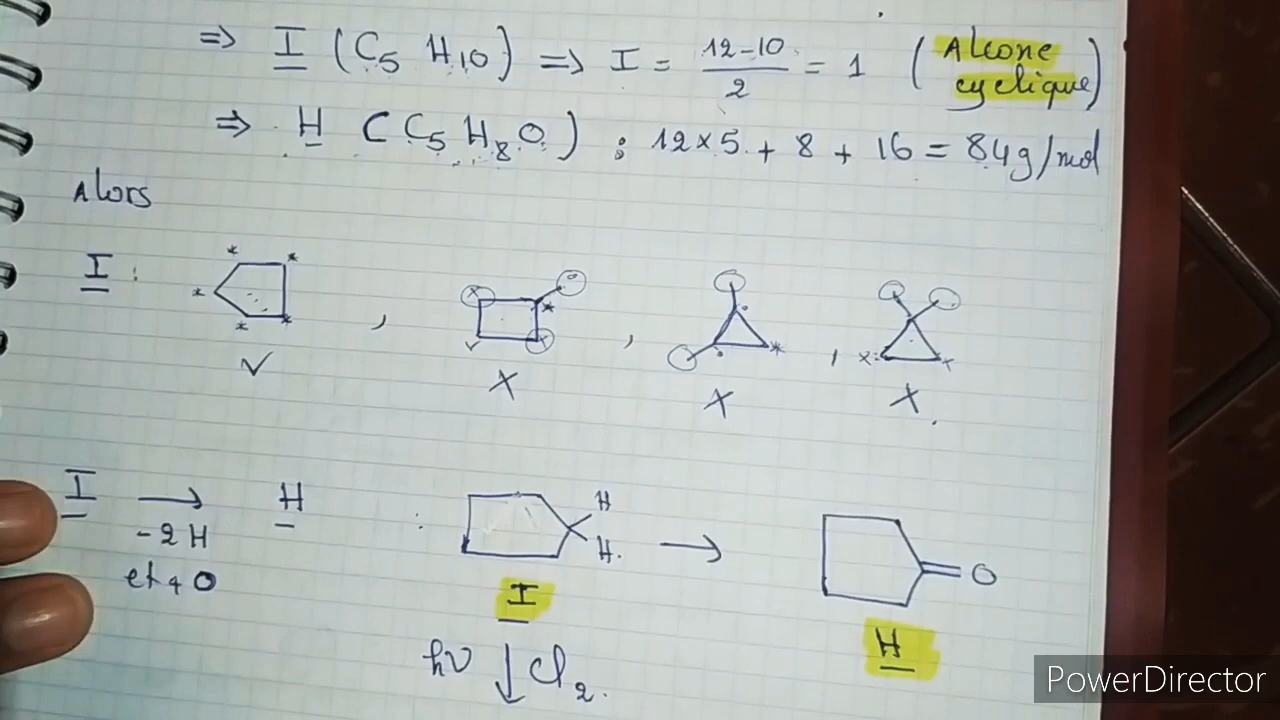 ⇒ I (C5 H10) ⇒ I = 12-10/2 = 1 (Alcane cyclique)
⇒ H (C5 H8 O) : 12×5 + 8 + 16 = 84g/mol
Alors
I : , , ,
I → H : H H. → O
-2H
et + O
I H
hν ↓ Cl2.
PowerDirector